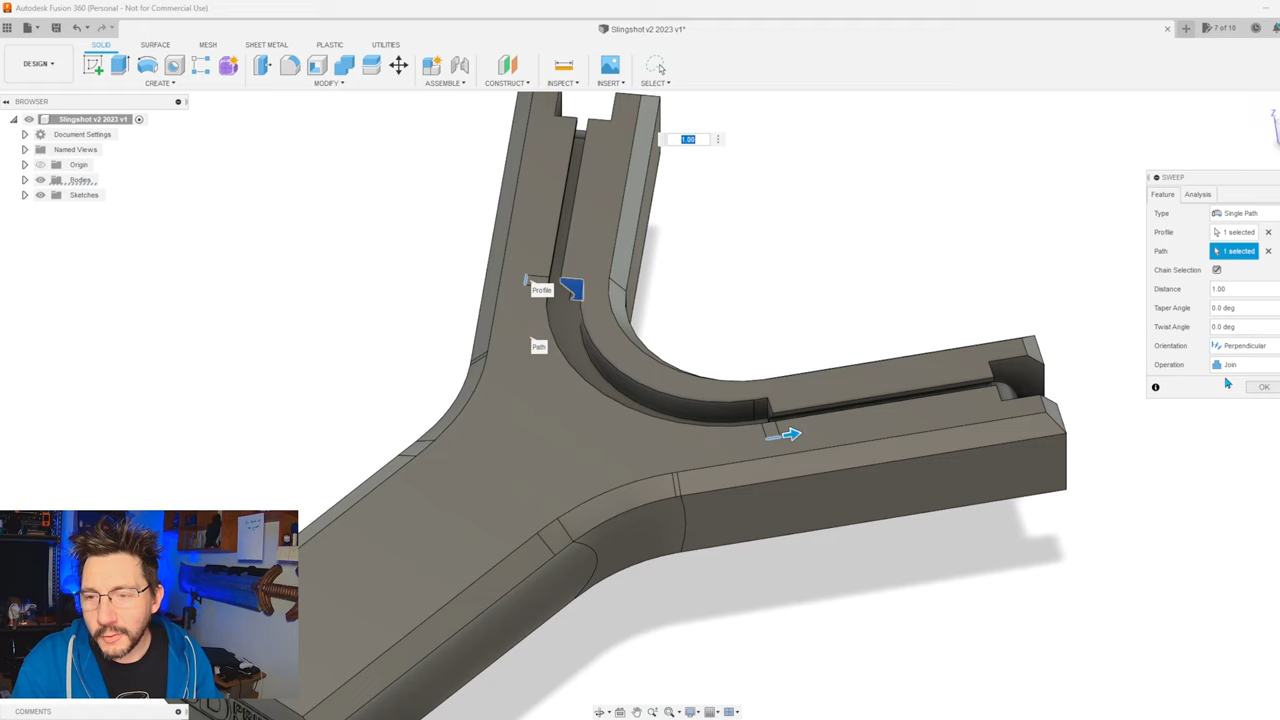 Autodesk Fusion 360 (Personal - Not for Commercial Use)
Slingshot v2 2023 v1*
7 of 10
SOLID SURFACE MESH SHEET METAL PLASTIC UTILITIES
DESIGN
CREATE MODIFY ASSEMBLE CONSTRUCT INSPECT INSERT SELECT
BROWSER
Slingshot v2 2023 v1
Document Settings
Named Views
Origin
Bodies
Sketches
1.00
Profile
Path
SWEEP
Feature Analysis
Type Single Path
Profile 1 selected
Path 1 selected
Chain Selection
Distance 1.00
Taper Angle 0.0 deg
Twist Angle 0.0 deg
Orientation Perpendicular
Operation Join
OK
COMMENTS